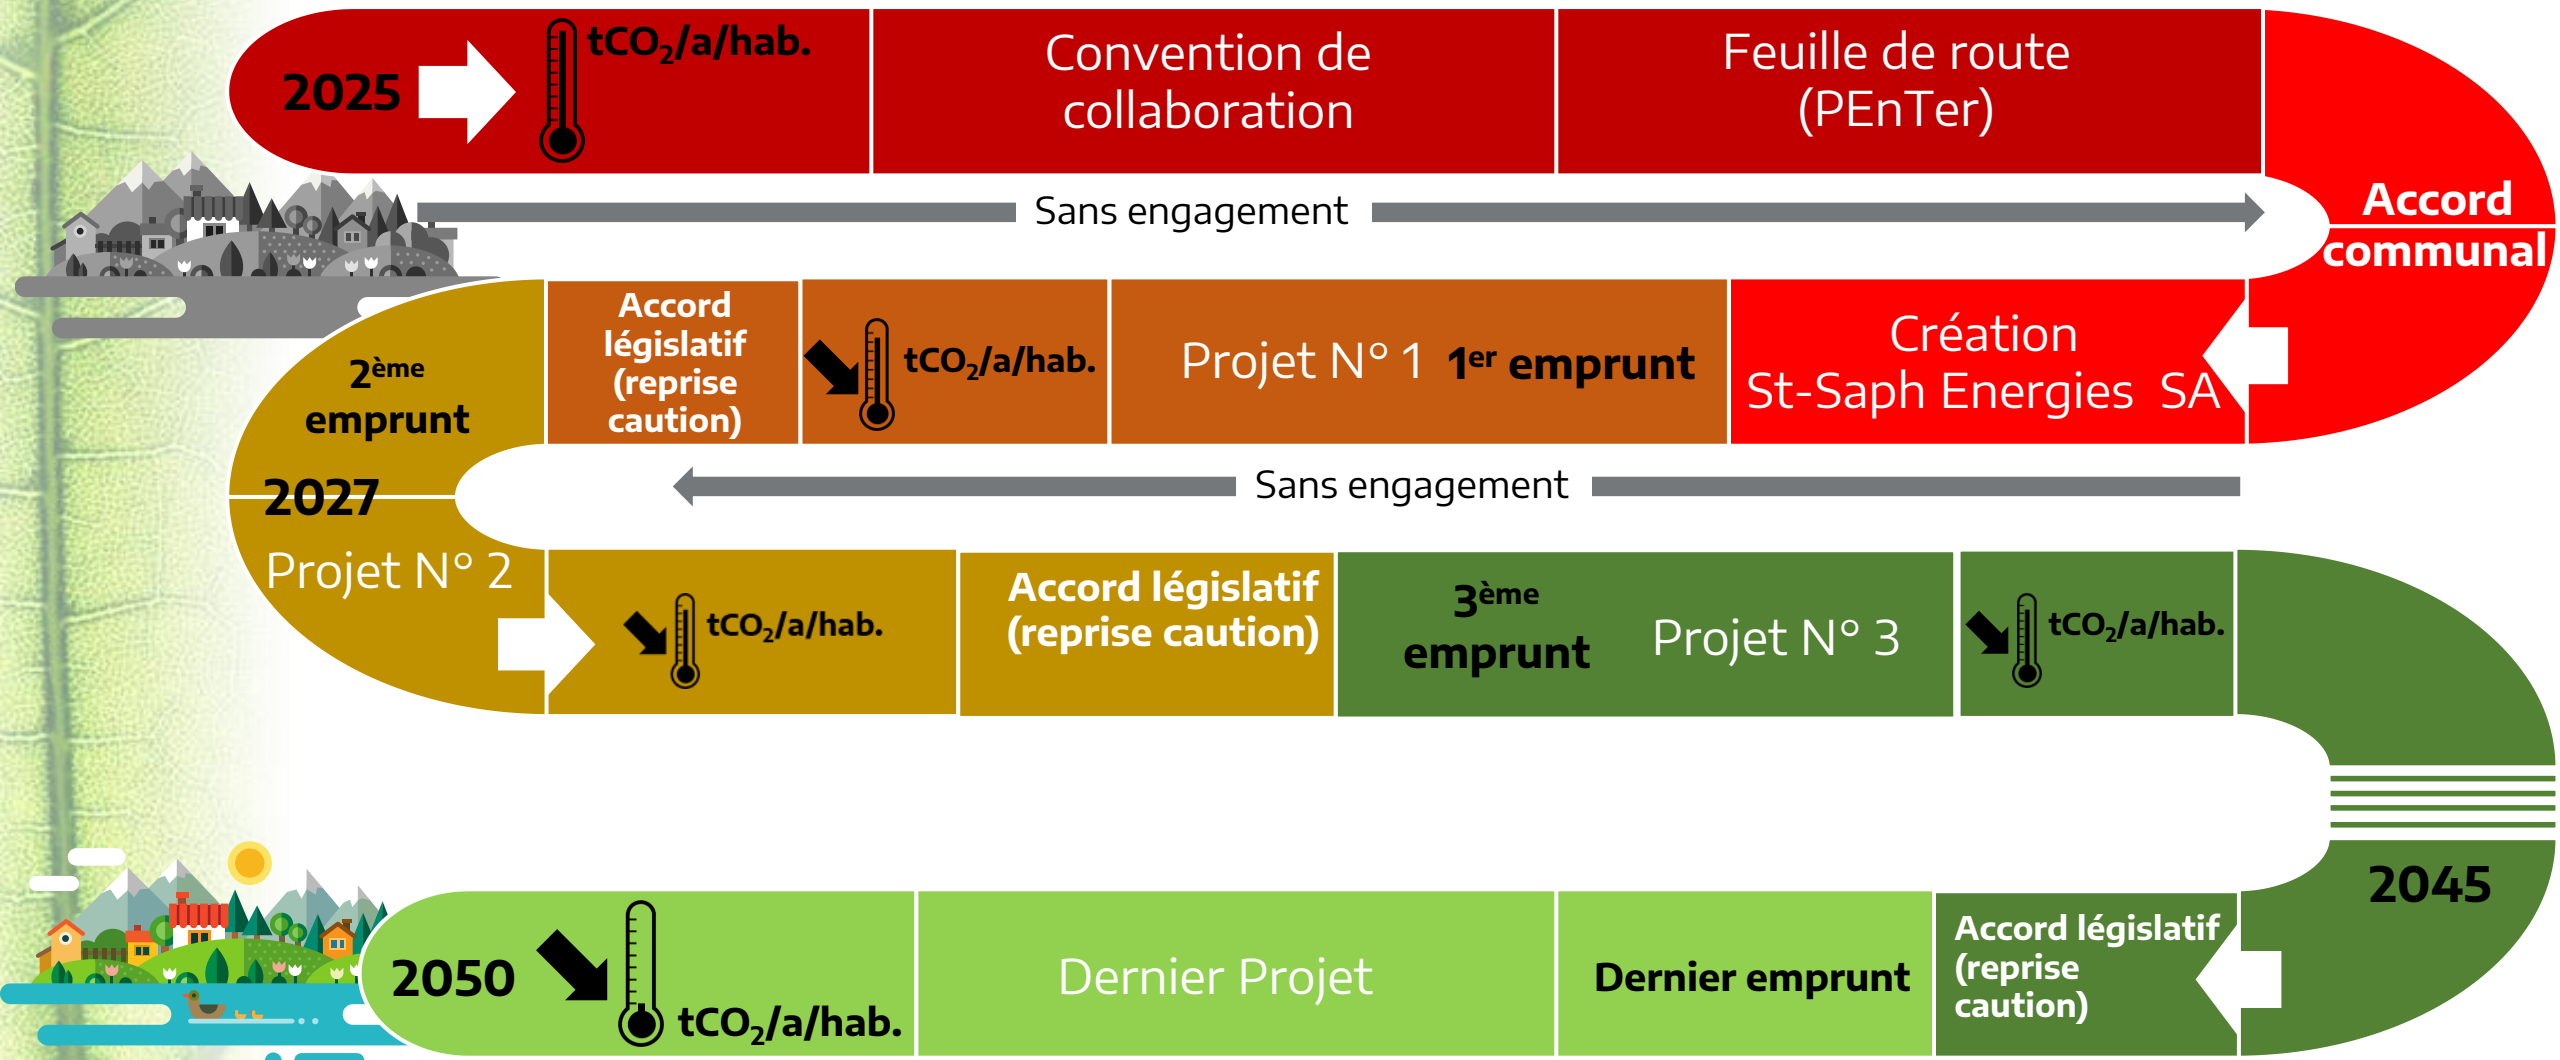 2025
tCO₂/a/hab.
Convention de
collaboration
Feuille de route
(PEnTer)
Sans engagement
Accord
communal
Création
St-Saph Energies SA
Projet N° 1 1er emprunt
tCO₂/a/hab.
Accord
législatif
(reprise
caution)
2ème
emprunt
Sans engagement
2027
Projet N° 2
tCO₂/a/hab.
Accord législatif
(reprise caution)
3ème
emprunt
Projet N° 3
tCO₂/a/hab.
2045
Accord législatif
(reprise
caution)
Dernier emprunt
Dernier Projet
2050
tCO₂/a/hab.